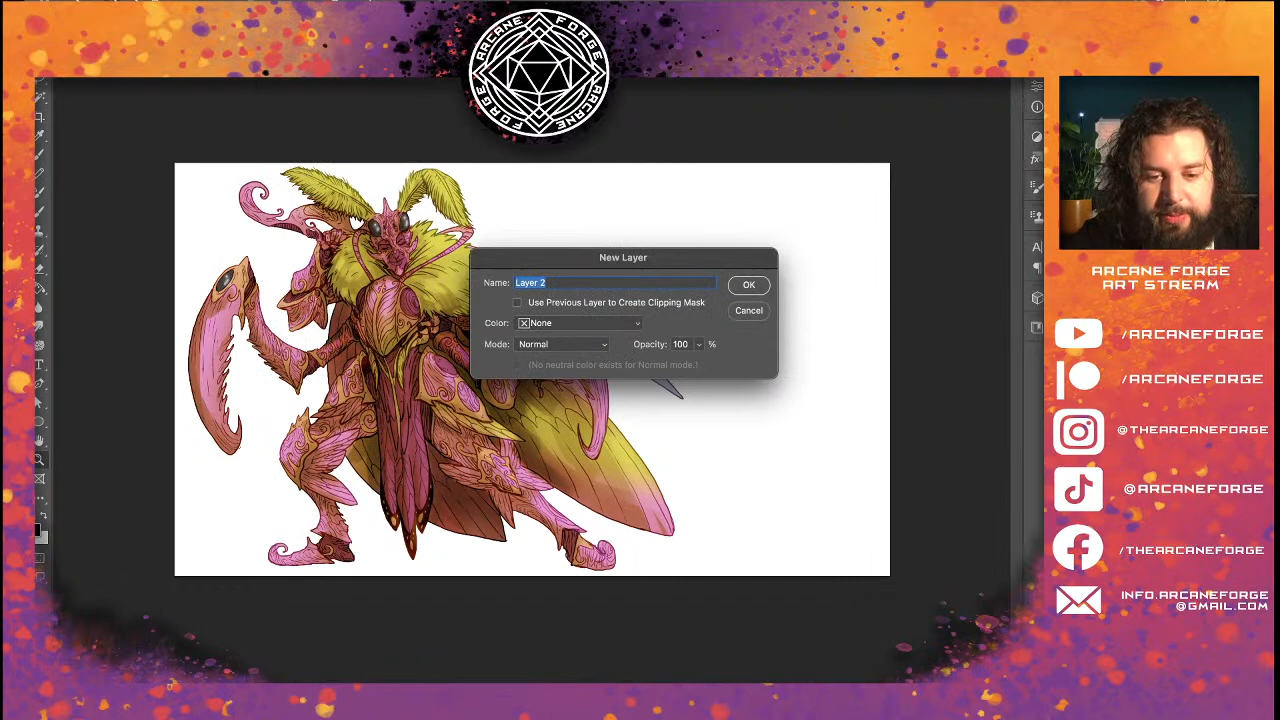 ARCANE FORGE
ARCANE FORGE
New Layer
Name: Layer 2
OK
Use Previous Layer to Create Clipping Mask
Cancel
Color: None
Mode: Normal Opacity: 100 %
(No neutral color exists for Normal mode.)
ARCANE FORGE
ART STREAM
/ARCANEFORGE
/ARCANEFORGE
@THEARCANEFORGE
@ARCANEFORGE
/THEARCANEFORGE
INFO.ARCANEFORGE
@GMAIL.COM